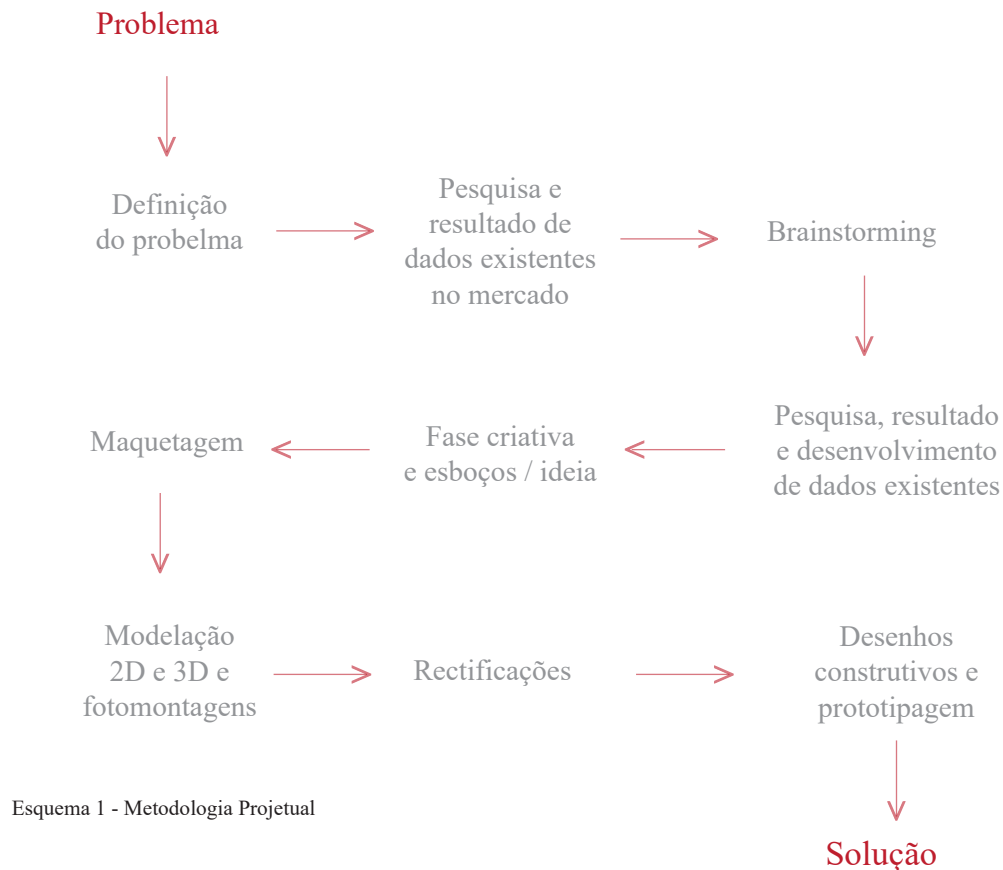 Problema
Definição
do probelma
Pesquisa e
resultado de
dados existentes
no mercado
Brainstorming
Pesquisa, resultado
e desenvolvimento
de dados existentes
Fase criativa
e esboços / ideia
Maquetagem
Modelação
2D e 3D e
fotomontagens
Rectificações
Desenhos
construtivos e
prototipagem
Solução
Esquema 1 - Metodologia Projetual